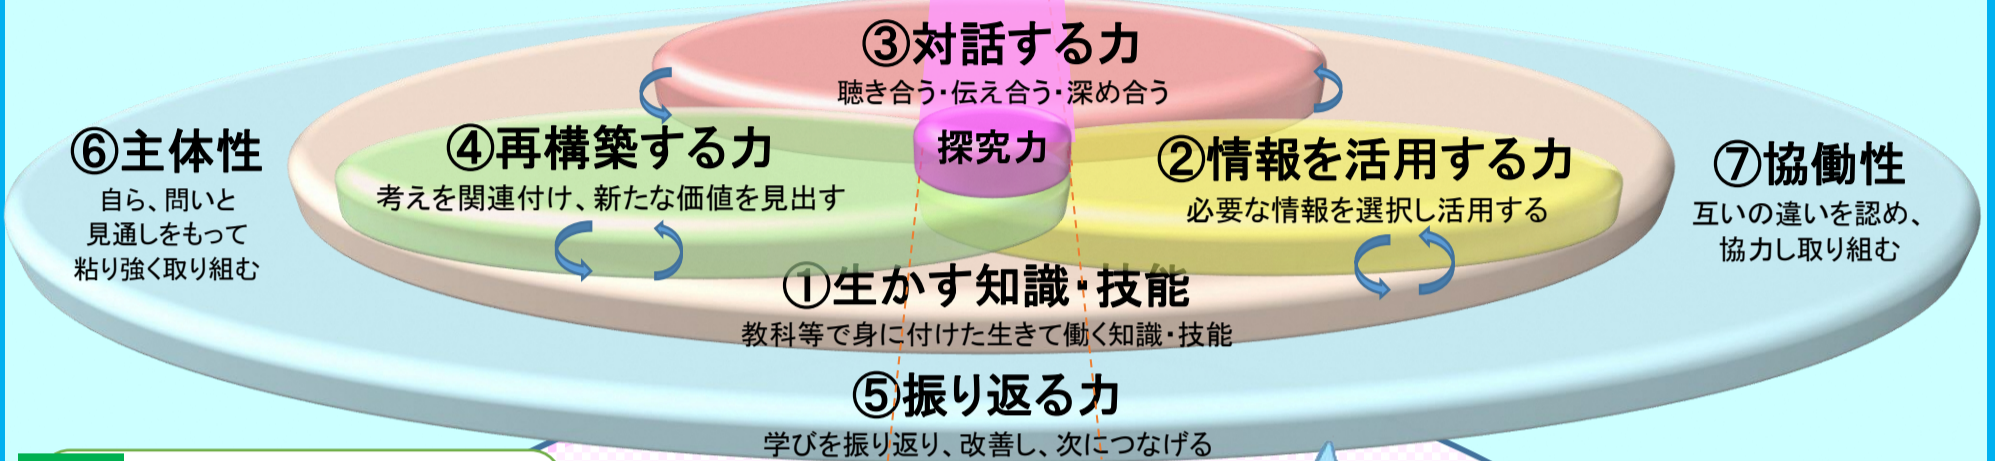 ③対話する力
聴き合う・伝え合う・深め合う
探究力
④再構築する力
考えを関連付け、新たな価値を見出す
②情報を活用する力
必要な情報を選択し活用する
⑥主体性
自ら、問いと
見通しをもって
粘り強く取り組む
⑦協働性
互いの違いを認め、
協力し取り組む
①生かす知識・技能
教科等で身に付けた生きて働く知識・技能
⑤振り返る力
学びを振り返り、改善し、次につなげる